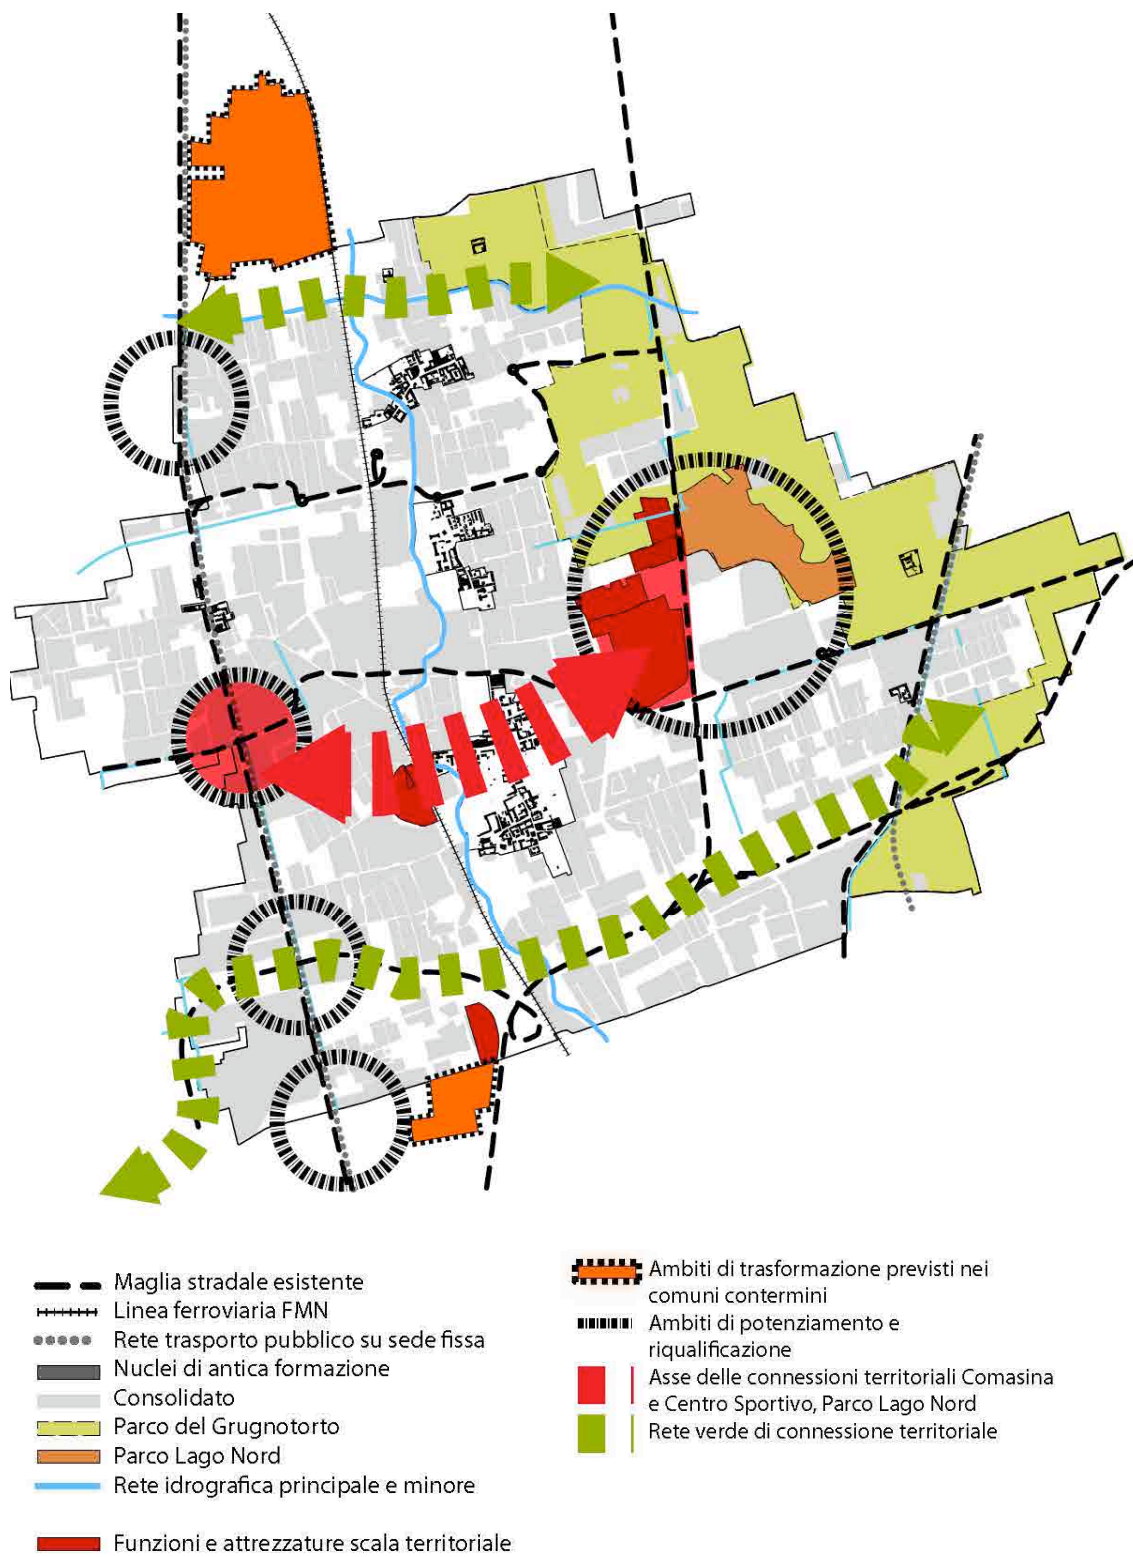 Maglia stradale esistente
Linea ferroviaria FMN
Rete trasporto pubblico su sede fissa
Nuclei di antica formazione
Consolidato
Parco del Grugnotorto
Parco Lago Nord
Rete idrografica principale e minore
Funzioni e attrezzature scala territoriale
Ambiti di trasformazione previsti nei
comuni contermini
Ambiti di potenziamento e
riqualificazione
Asse delle connessioni territoriali Comasina
e Centro Sportivo, Parco Lago Nord
Rete verde di connessione territoriale